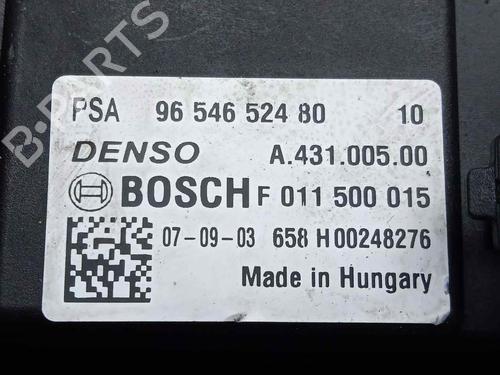 PSA 96 546 524 80 10
DENSO A.431.005.00
BOSCH F 011 500 015
07-09-03 658 H00248276
Made in Hungary